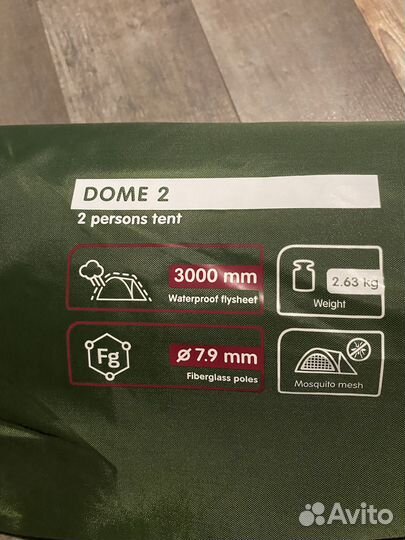 DOME 2
2 persons tent
3000 mm
Waterproof flysheet
2.63 kg
Weight
Fg
Ø 7.9 mm
Fiberglass poles
Mosquito mesh
Avito